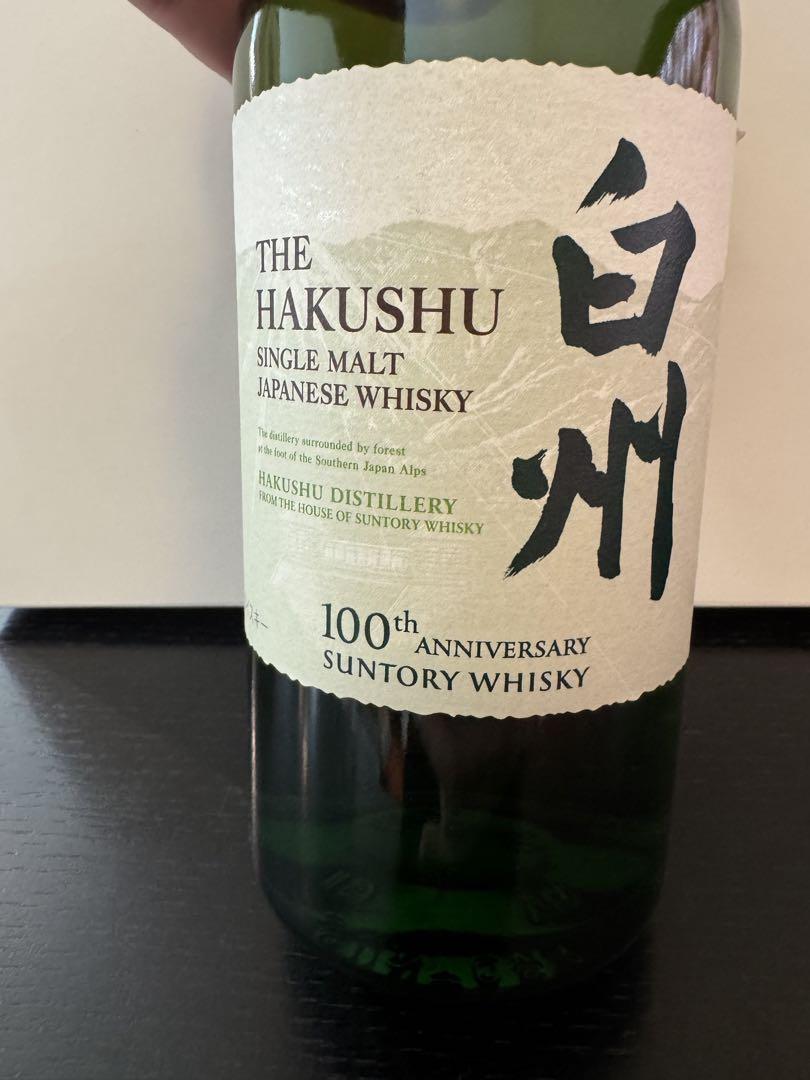 THE
HAKUSHU
SINGLE MALT
JAPANESE WHISKY
The distillery surrounded by forest
at the foot of the Southern Japan Alps
HAKUSHU DISTILLERY
FROM THE HOUSE OF SUNTORY WHISKY
白州
100th ANNIVERSARY
SUNTORY WHISKY